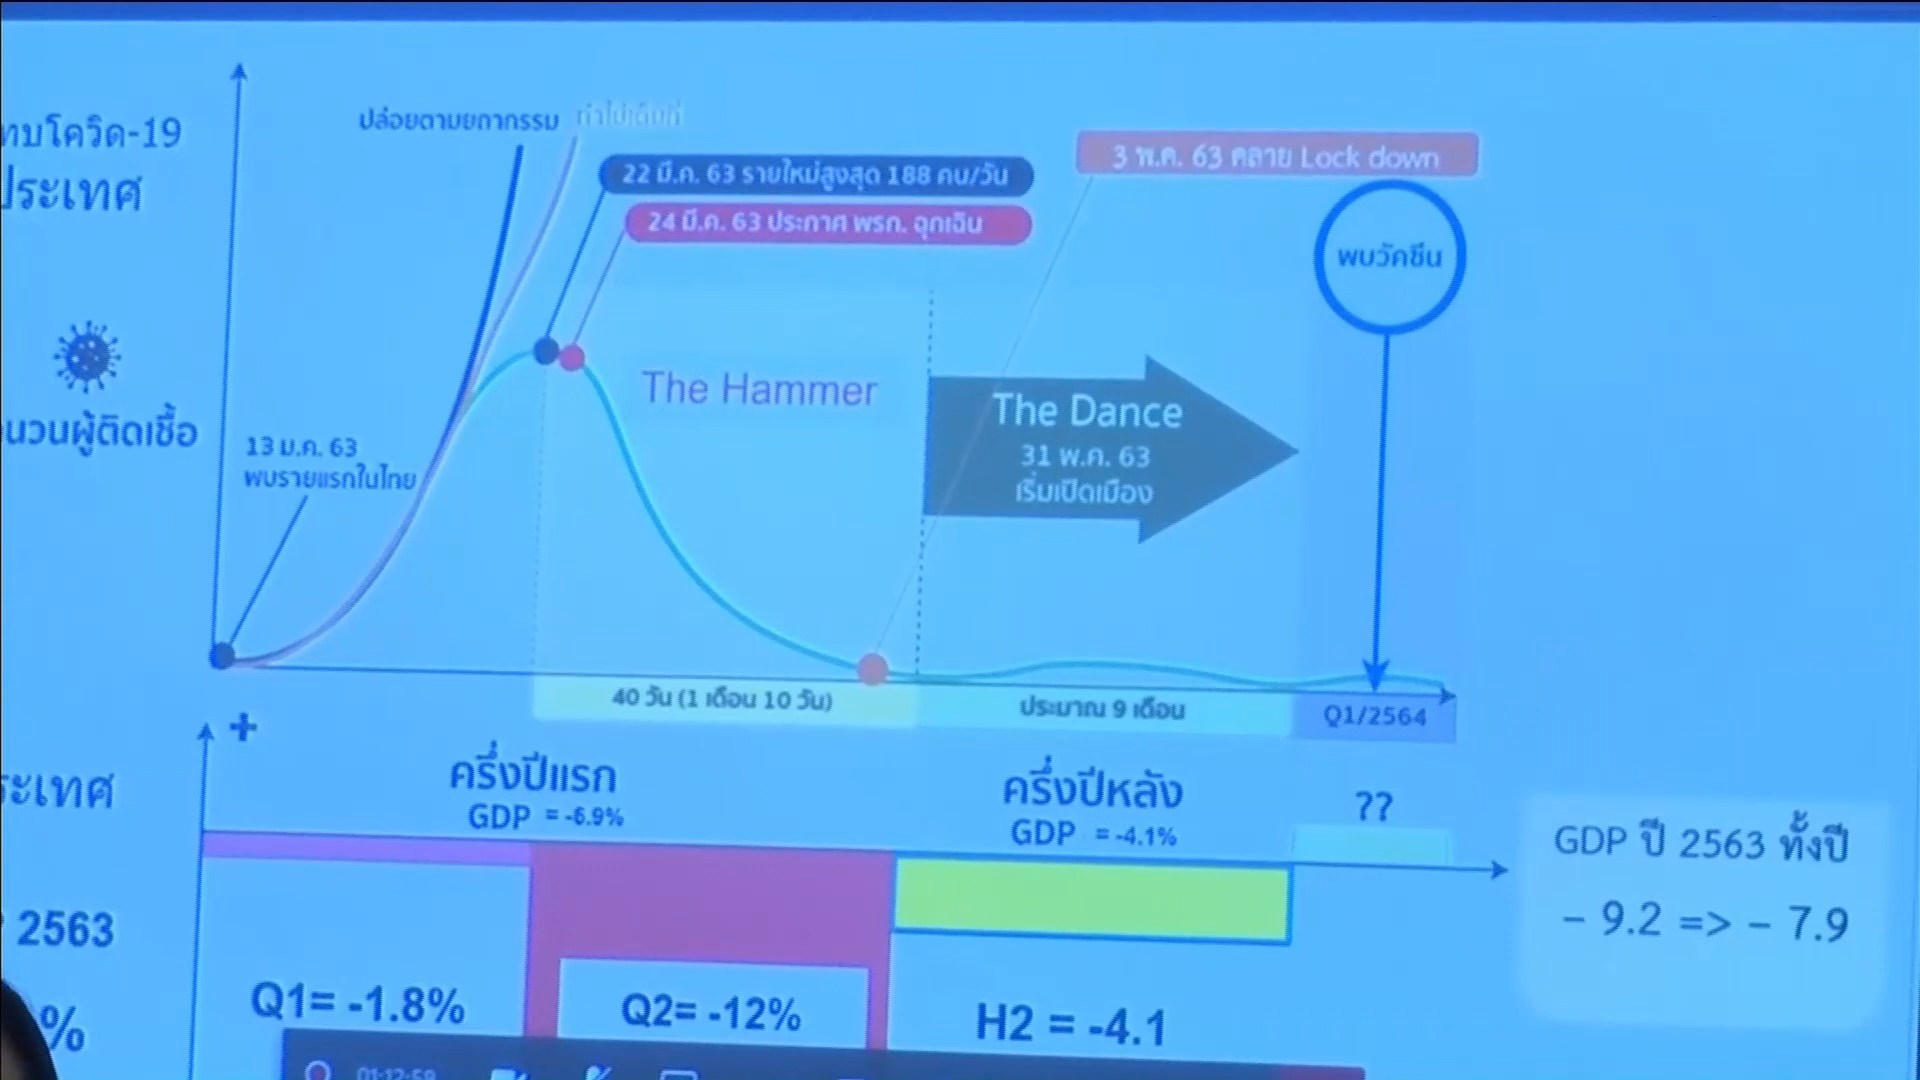 ปล่อยตามยถากรรม
ทบโควิด-19
ประเทศ
22 มี.ค. 63 รายใหม่สูงสุด 188 คน/วัน
24 มี.ค. 63 ประกาศ พรก. ฉุกเฉิน
3 พ.ค. 63 คลาย Lock down
พบวัคซีน
The Hammer
The Dance
31 พ.ค. 63
เริ่มเปิดเมือง
นวนผู้ติดเชื้อ
13 ม.ค. 63
พบรายแรกในไทย
40 วัน (1 เดือน 10 วัน)
ประมาณ 9 เดือน
Q1/2564
+
ระเทศ
ครึ่งปีแรก
GDP = -6.9%
ครึ่งปีหลัง
GDP = -4.1%
??
GDP ปี 2563 ทั้งปี
- 9.2 => - 7.9
2563
%
Q1= -1.8%
Q2= -12%
H2 = -4.1
01:12:59